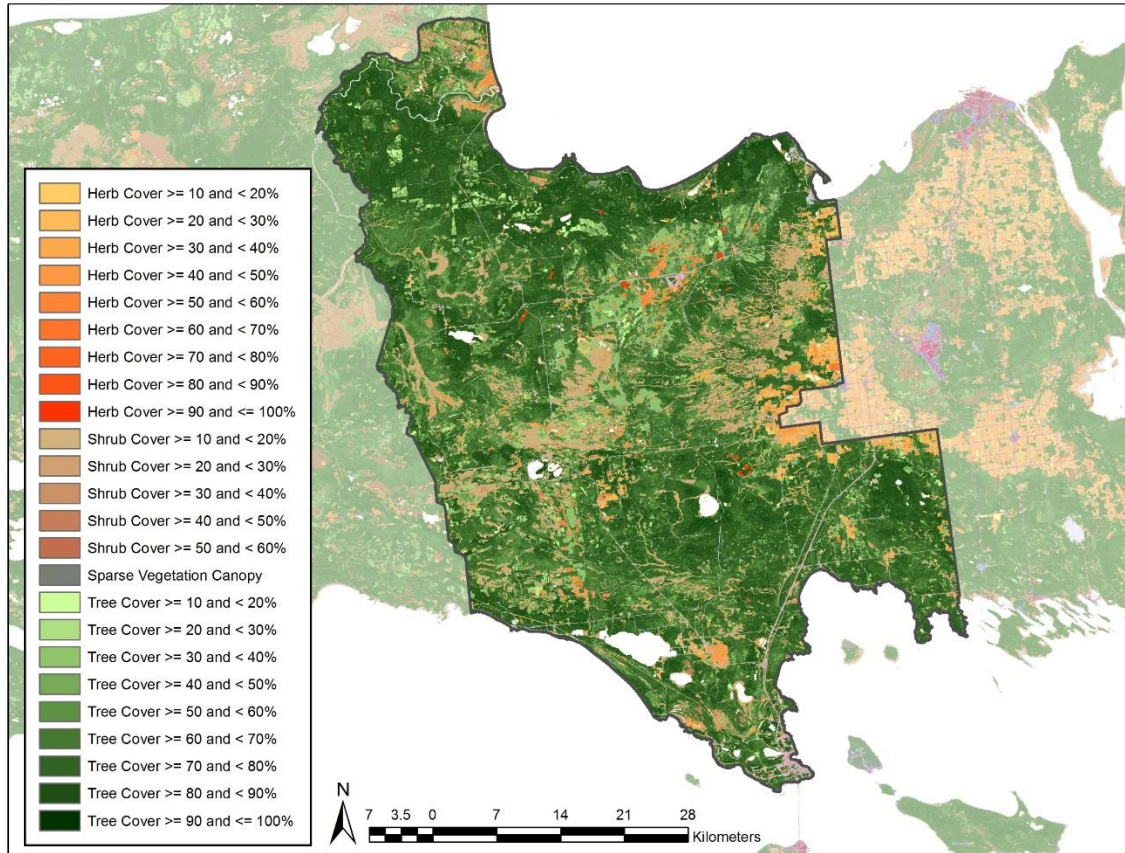 Herb Cover >= 10 and < 20%
Herb Cover >= 20 and < 30%
Herb Cover >= 30 and < 40%
Herb Cover >= 40 and < 50%
Herb Cover >= 50 and < 60%
Herb Cover >= 60 and < 70%
Herb Cover >= 70 and < 80%
Herb Cover >= 80 and < 90%
Herb Cover >= 90 and <= 100%
Shrub Cover >= 10 and < 20%
Shrub Cover >= 20 and < 30%
Shrub Cover >= 30 and < 40%
Shrub Cover >= 40 and < 50%
Shrub Cover >= 50 and < 60%
Sparse Vegetation Canopy
Tree Cover >= 10 and < 20%
Tree Cover >= 20 and < 30%
Tree Cover >= 30 and < 40%
Tree Cover >= 40 and < 50%
Tree Cover >= 50 and < 60%
Tree Cover >= 60 and < 70%
Tree Cover >= 70 and < 80%
Tree Cover >= 80 and < 90%
Tree Cover >= 90 and <= 100%
N
7 3.5 0 7 14 21 28
Kilometers